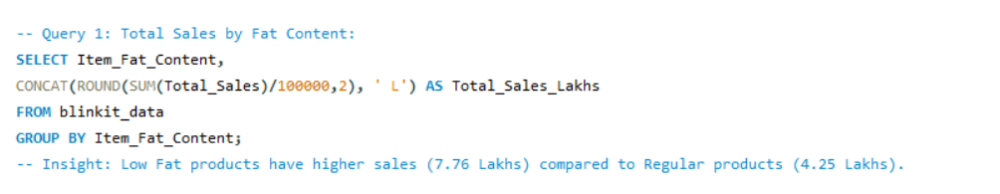 -- Query 1: Total Sales by Fat Content:
SELECT Item_Fat_Content,
CONCAT(ROUND(SUM(Total_Sales)/100000,2), ' L') AS Total_Sales_Lakhs
FROM blinkit_data
GROUP BY Item_Fat_Content;
-- Insight: Low Fat products have higher sales (7.76 Lakhs) compared to Regular products (4.25 Lakhs).